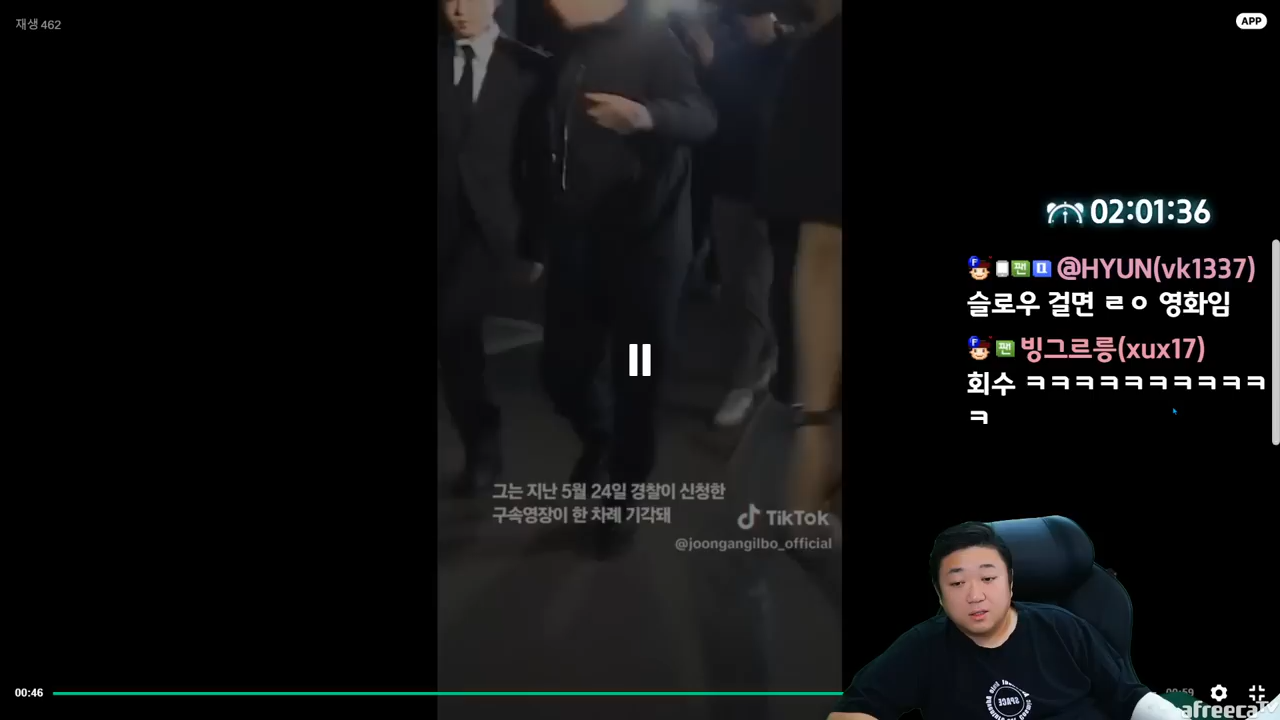 재생 462
APP
02:01:36
@HYUN(vk1337)
슬로우 걸면 ㄹㅇ 영화임
빙그르릉(xux17)
회수 ㅋㅋㅋㅋㅋㅋㅋㅋㅋㅋ
ㅋ
그는 지난 5월 24일 경찰이 신청한
구속영장이 한 차례 기각돼
TikTok
@joongangilbo_official
SPACE
00:46
00:59
afreecaTV